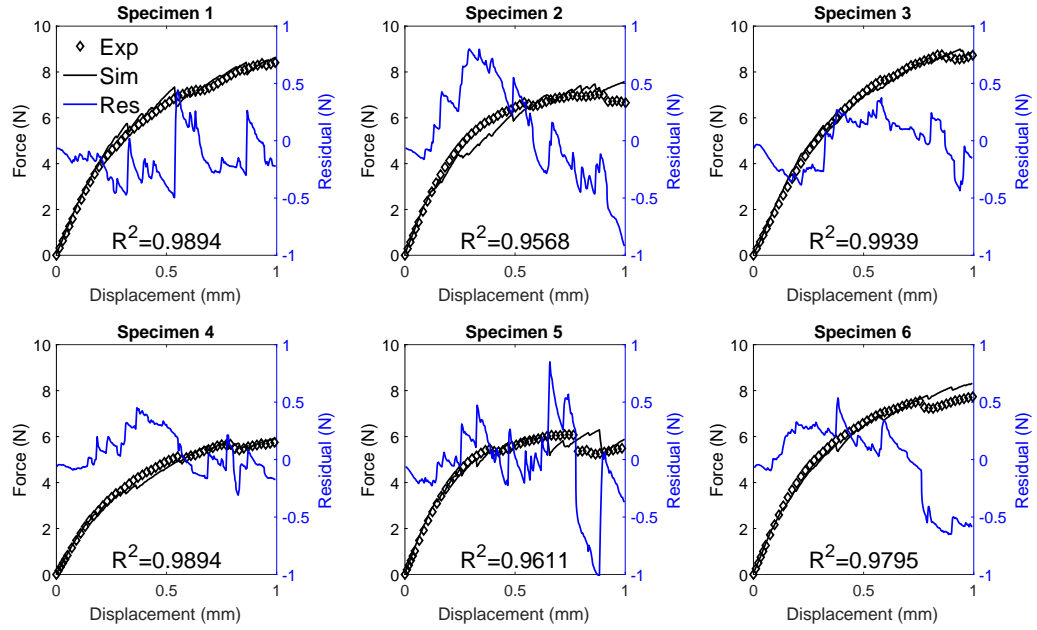 Specimen 1
Specimen 2
Specimen 3
10
8
6
4
2
0
Force (N)
1
0.5
0
-0.5
-1
Residual (N)
Exp
Sim
Res
R²=0.9894
0
0.5
1
Displacement (mm)
10
8
6
4
2
0
Force (N)
1
0.5
0
-0.5
-1
Residual (N)
R²=0.9568
0
0.5
1
Displacement (mm)
10
8
6
4
2
0
Force (N)
1
0.5
0
-0.5
-1
Residual (N)
R²=0.9939
0
0.5
1
Displacement (mm)
Specimen 4
Specimen 5
Specimen 6
10
8
6
4
2
0
Force (N)
1
0.5
0
-0.5
-1
Residual (N)
R²=0.9894
0
0.5
1
Displacement (mm)
10
8
6
4
2
0
Force (N)
1
0.5
0
-0.5
-1
Residual (N)
R²=0.9611
0
0.5
1
Displacement (mm)
10
8
6
4
2
0
Force (N)
1
0.5
0
-0.5
-1
Residual (N)
R²=0.9795
0
0.5
1
Displacement (mm)